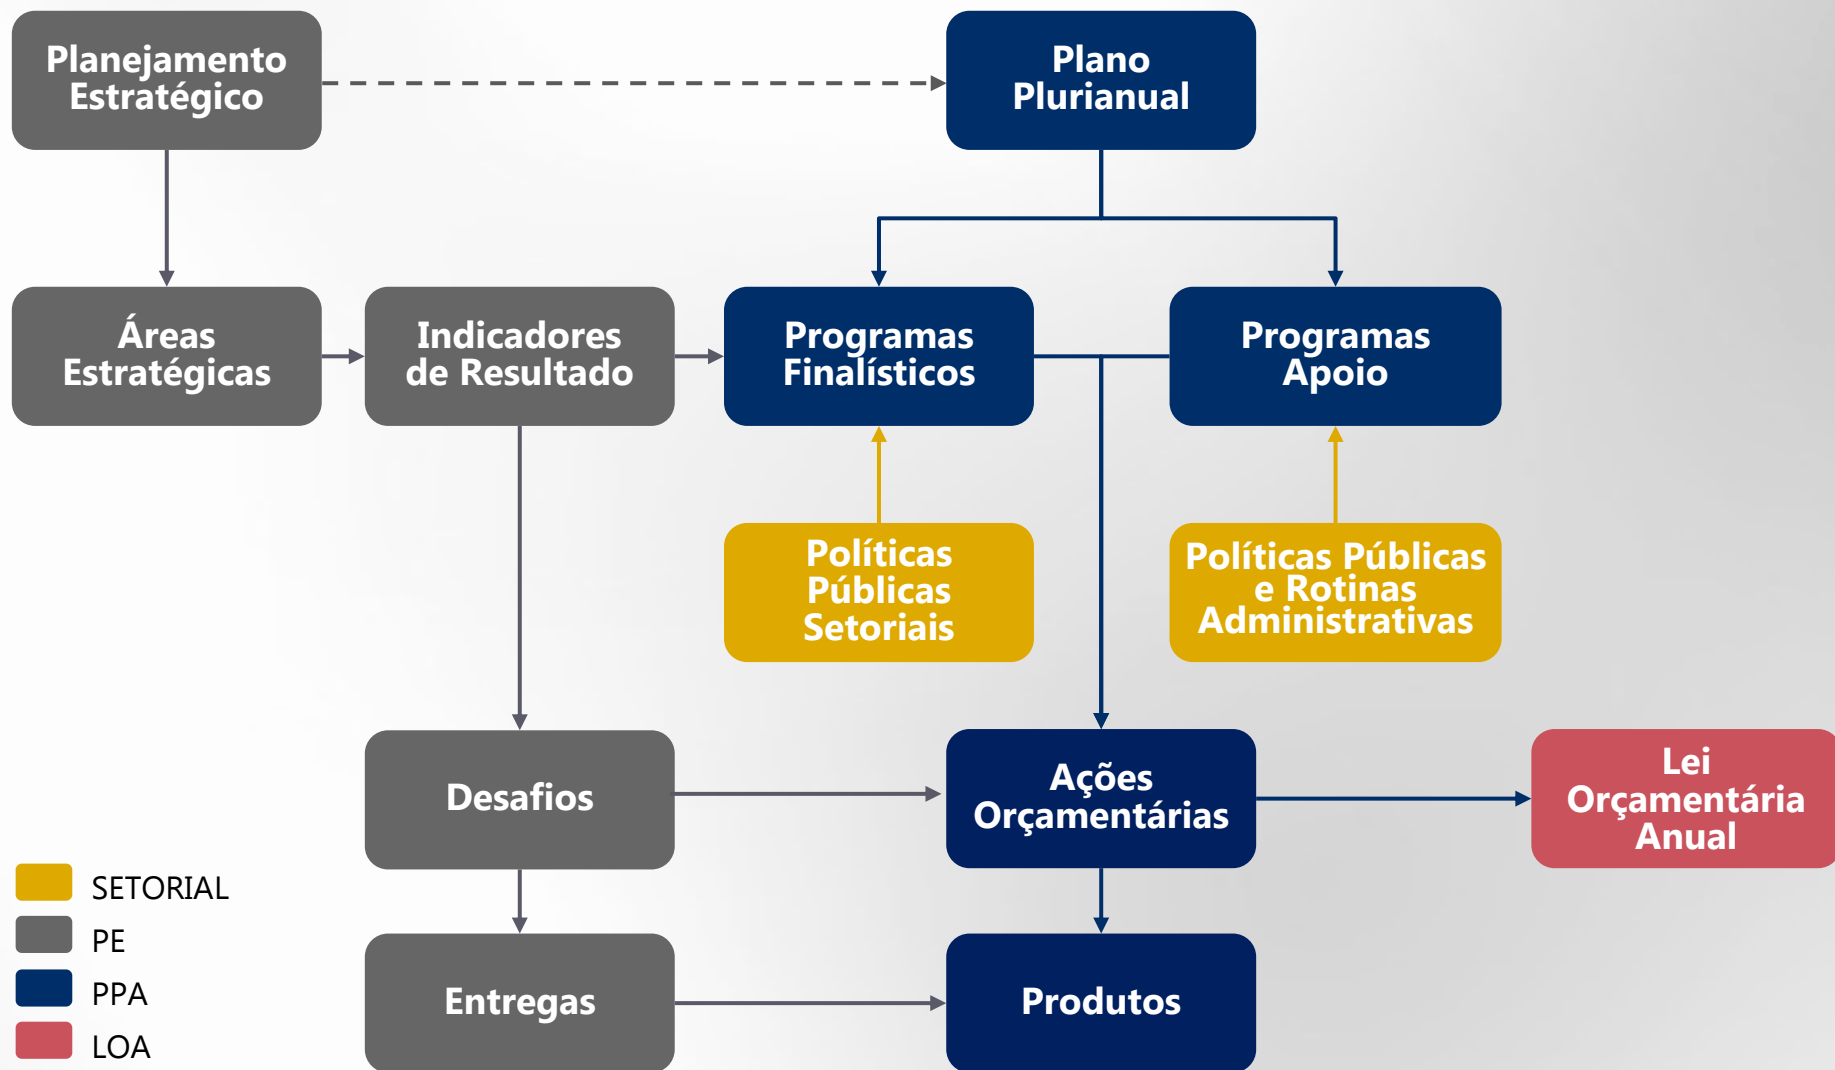 Planejamento
Estratégico
Plano
Plurianual
Áreas
Estratégicas
Indicadores
de Resultado
Programas
Finalísticos
Programas
Apoio
Políticas
Públicas
Setoriais
Políticas Públicas
e Rotinas
Administrativas
Desafios
Ações
Orçamentárias
Lei
Orçamentária
Anual
Entregas
Produtos
SETORIAL
PE
PPA
LOA